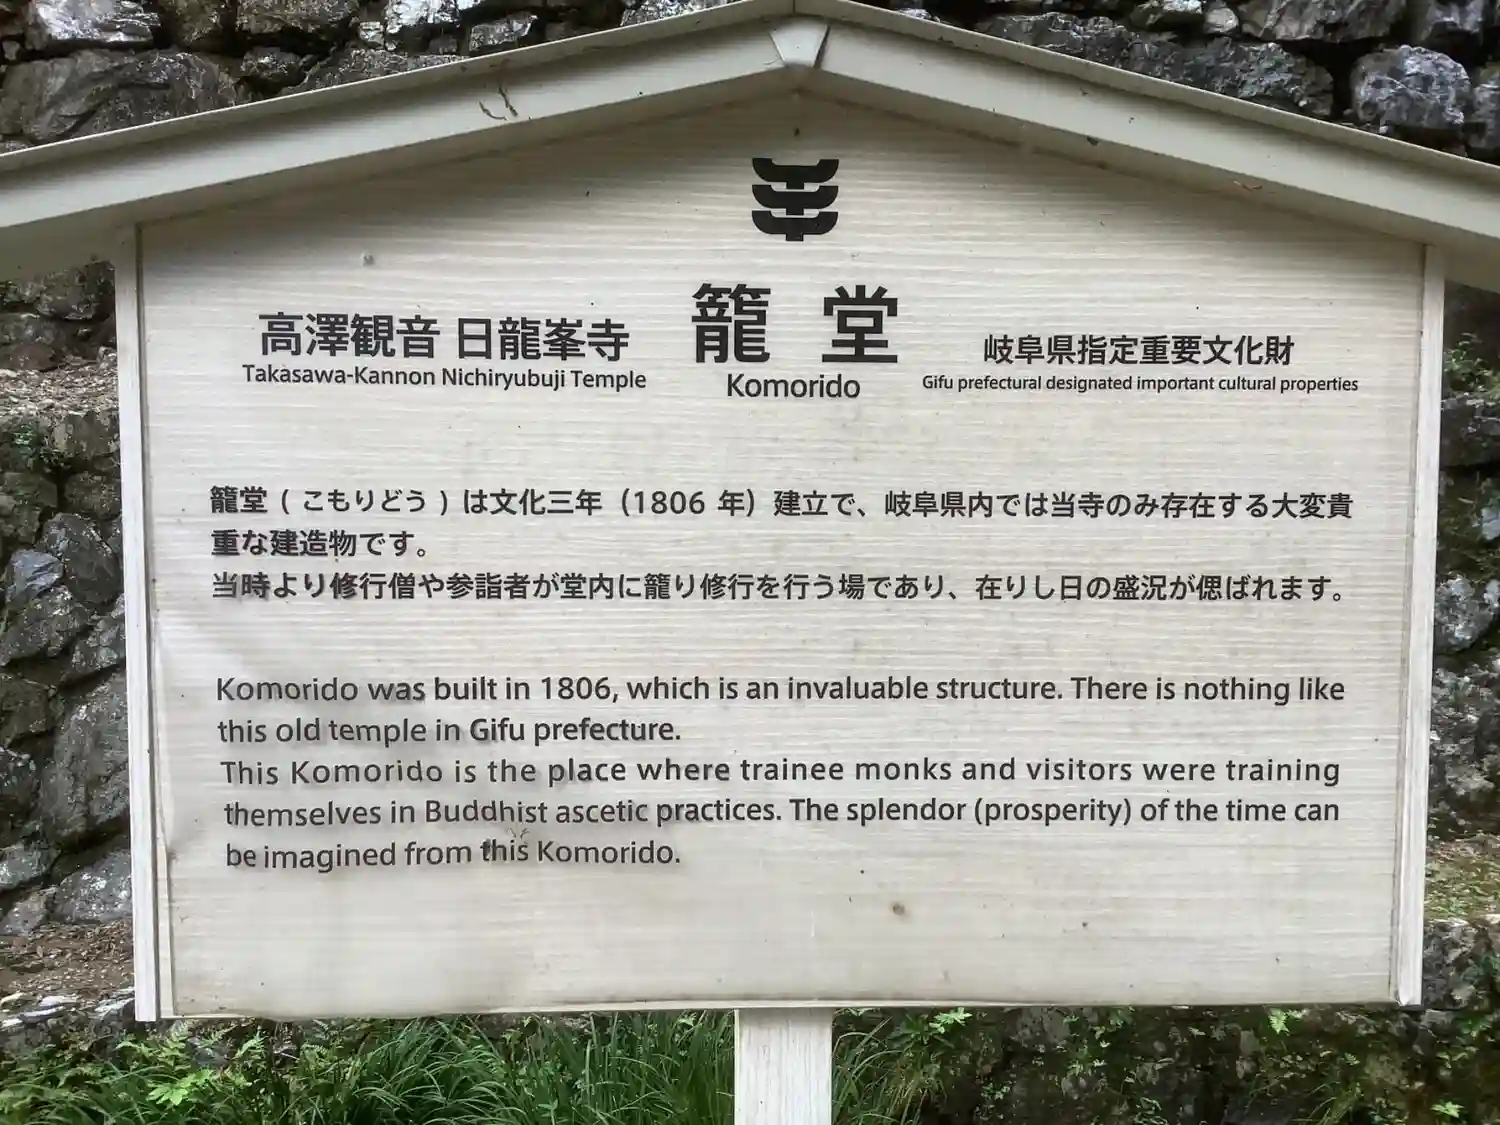 高澤観音 日龍峯寺
Takasawa-Kannon Nichiryubuji Temple
籠 堂
Komorido
岐阜県指定重要文化財
Gifu prefectural designated important cultural properties
籠堂 ( こもりどう ) は文化三年（1806 年）建立で、岐阜県内では当寺のみ存在する大変貴
重な建造物です。
当時より修行僧や参詣者が堂内に籠り修行を行う場であり、在りし日の盛況が偲ばれます。
Komorido was built in 1806, which is an invaluable structure. There is nothing like
this old temple in Gifu prefecture.
This Komorido is the place where trainee monks and visitors were training
themselves in Buddhist ascetic practices. The splendor (prosperity) of the time can
be imagined from this Komorido.